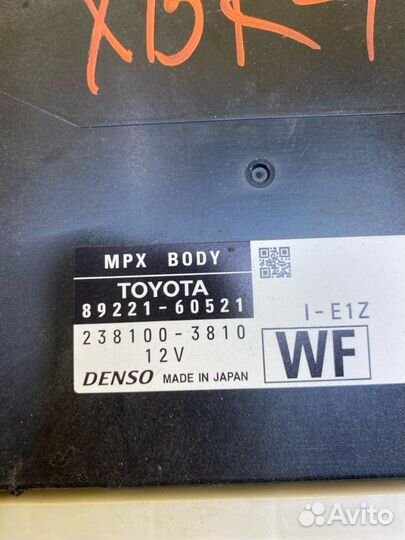 MPX BODY
TOYOTA
89221-60521
I-E1Z
238100-3810
12V
WF
DENSO MADE IN JAPAN
Avito